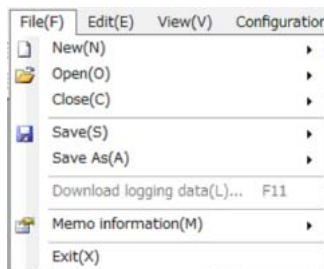 File(F) Edit(E) View(V) Configuration
New(N)
Open(O)
Close(C)
Save(S)
Save As(A)
Download logging data(L)... F11
Memo information(M)
Exit(X)